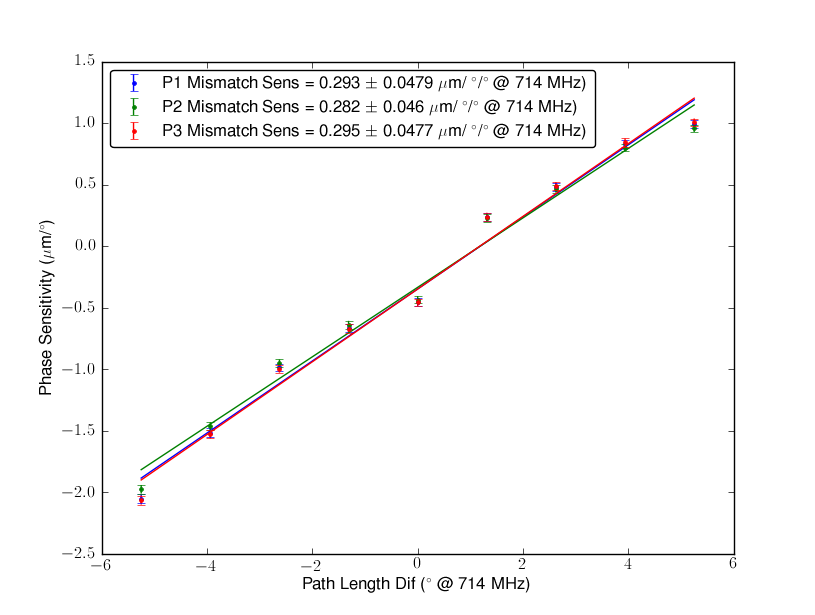 P1 Mismatch Sens = 0.293 ± 0.0479 μm/ °/° @ 714 MHz)
P2 Mismatch Sens = 0.282 ± 0.046 μm/ °/° @ 714 MHz)
P3 Mismatch Sens = 0.295 ± 0.0477 μm/ °/° @ 714 MHz)
1.5
1.0
0.5
0.0
−0.5
−1.0
−1.5
−2.0
−2.5
Phase Sensitivity (μm/°)
−6 −4 −2 0 2 4 6
Path Length Dif (° @ 714 MHz)